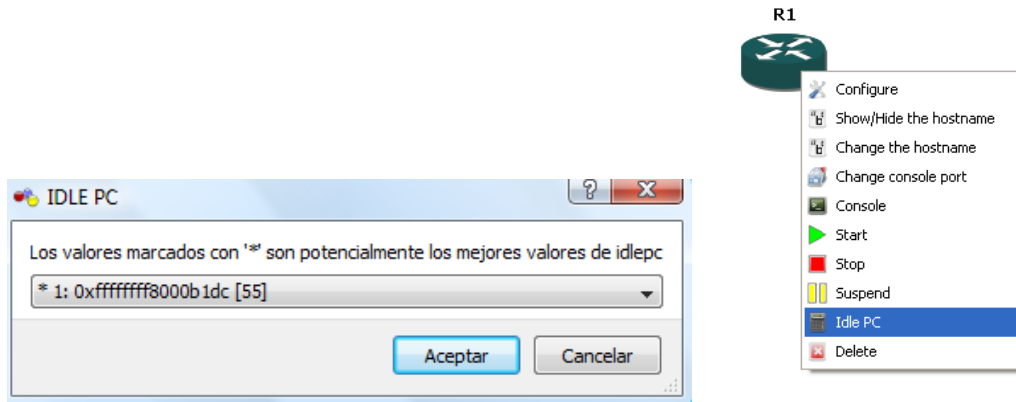 R1
Configure
Show/Hide the hostname
Change the hostname
Change console port
Console
Start
Stop
Suspend
Idle PC
Delete
IDLE PC
Los valores marcados con '*' son potencialmente los mejores valores de idlepc
* 1: 0xffffffff8000b1dc [55]
Aceptar
Cancelar